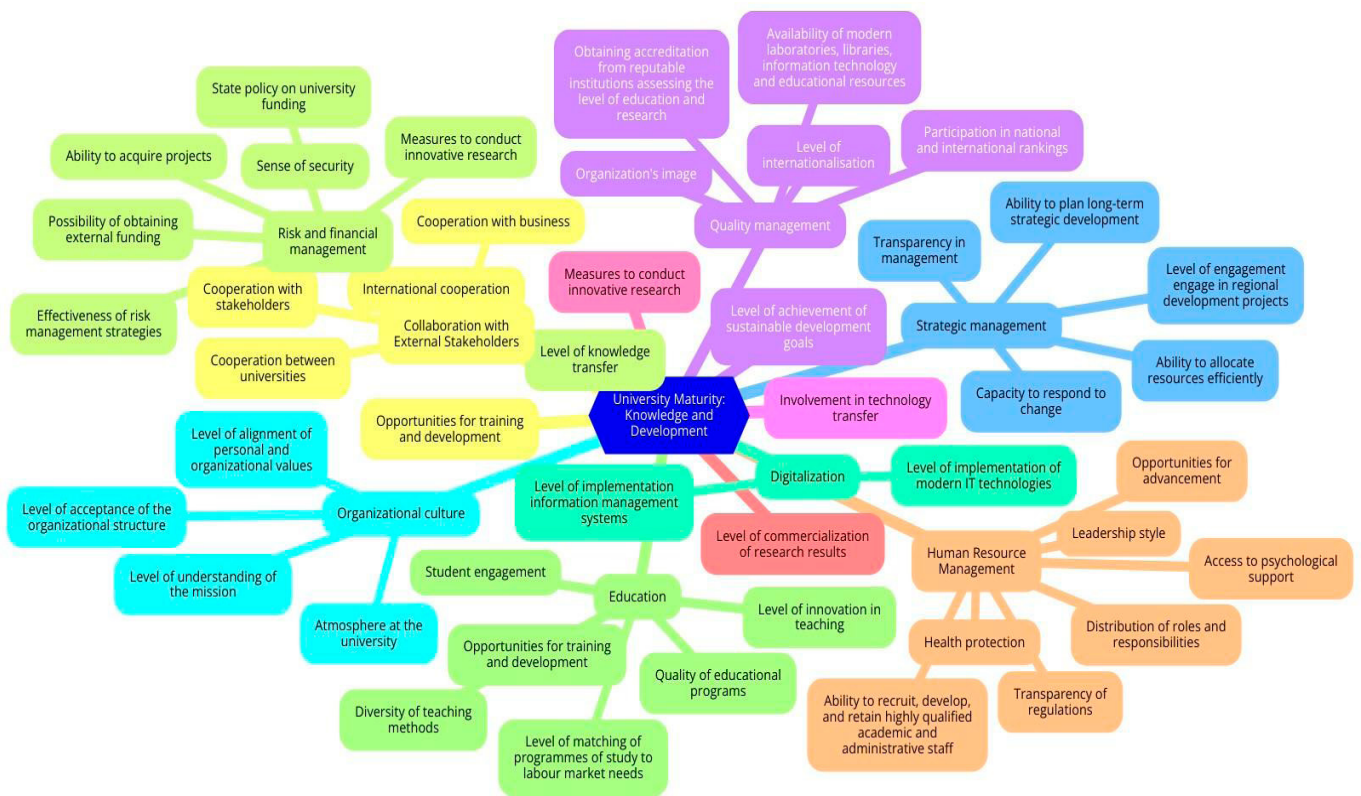 Obtaining accreditation
from reputable
institutions assessing the
level of education and
research
Availability of modern
laboratories, libraries,
information technology
and educational resources
State policy on university
funding
Ability to acquire projects
Sense of security
Measures to conduct
innovative research
Organization's image
Level of
internationalisation
Participation in national
and international rankings
Possibility of obtaining
external funding
Risk and financial
management
Cooperation with business
Quality management
Ability to plan long-term
strategic development
Transparency in
management
Level of engagement
engage in regional
development projects
Effectiveness of risk
management strategies
Cooperation with
stakeholders
International cooperation
Measures to conduct
innovative research
Collaboration with
External Stakeholders
Level of achievement of
sustainable development
goals
Strategic management
Cooperation between
universities
Level of knowledge
transfer
Ability to allocate
resources efficiently
Capacity to respond to
change
University Maturity:
Knowledge and
Development
Involvement in technology
transfer
Opportunities for training
and development
Level of alignment of
personal and
organizational values
Level of acceptance of the
organizational structure
Organizational culture
Level of understanding of
the mission
Atmosphere at the
university
Level of implementation
information management
systems
Digitalization
Level of implementation of
modern IT technologies
Level of commercialization
of research results
Opportunities for
advancement
Leadership style
Human Resource
Management
Access to psychological
support
Distribution of roles and
responsibilities
Health protection
Ability to recruit, develop,
and retain highly qualified
academic and
administrative staff
Transparency of
regulations
Student engagement
Education
Level of innovation in
teaching
Opportunities for training
and development
Quality of educational
programs
Diversity of teaching
methods
Level of matching of
programmes of study to
labour market needs